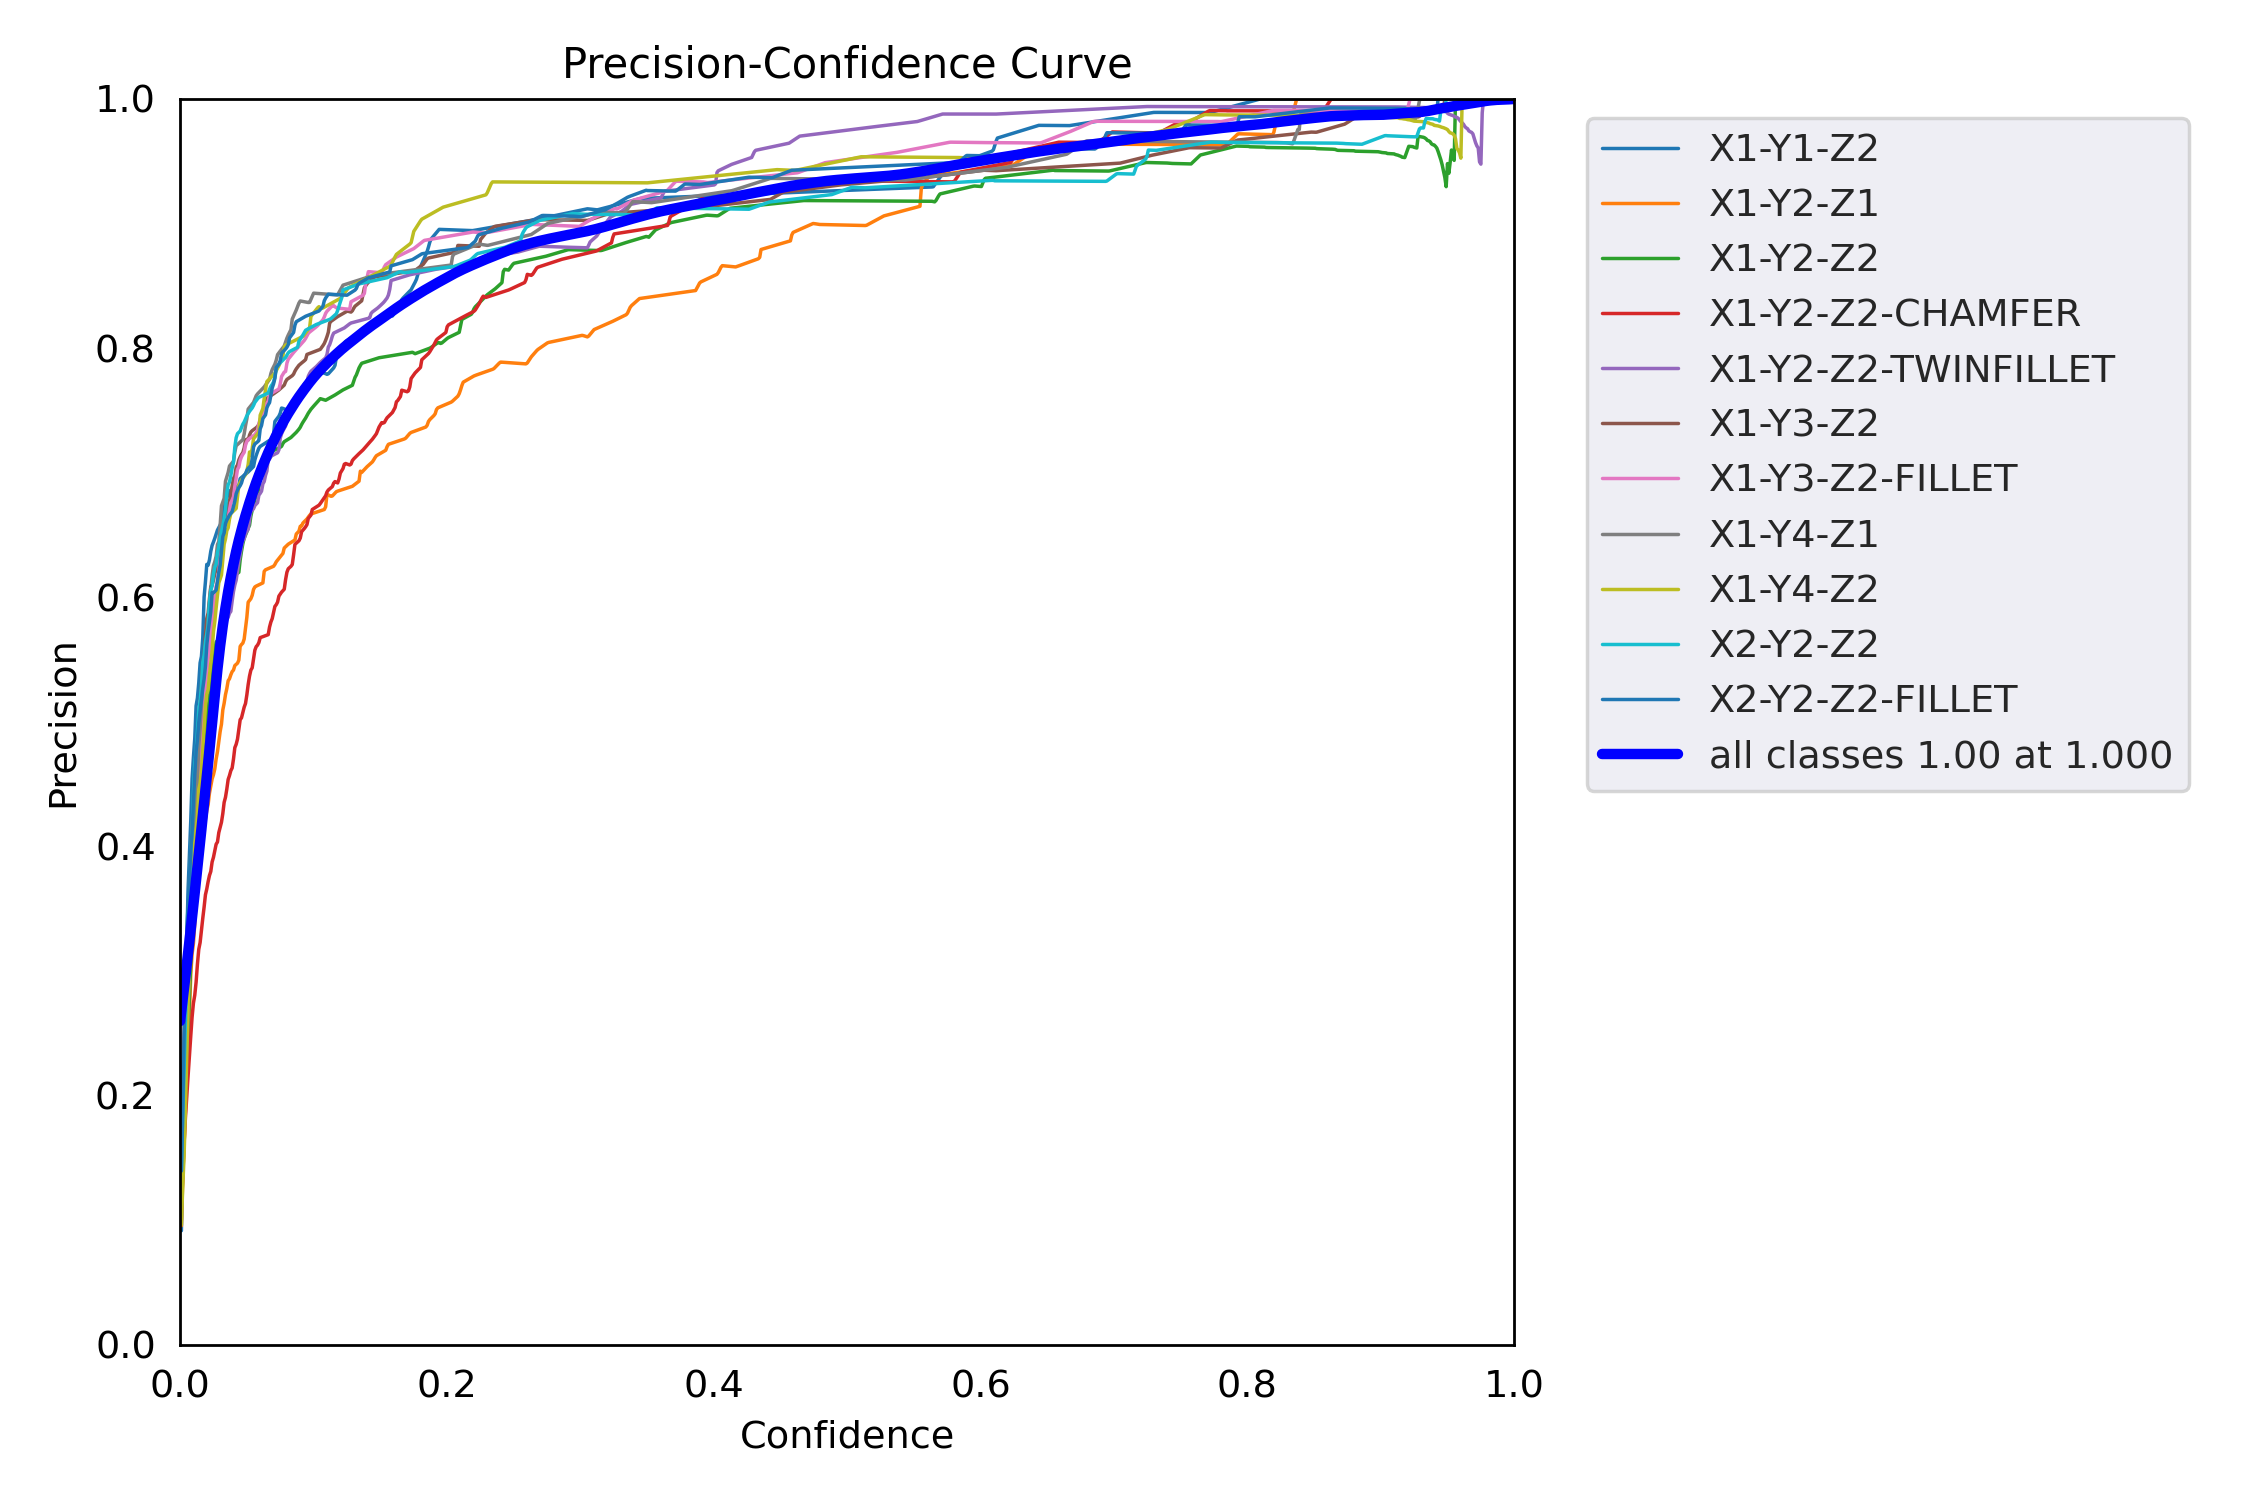 Precision-Confidence Curve
1.0
0.8
0.6
0.4
0.2
0.0
Precision
0.0 0.2 0.4 0.6 0.8 1.0
Confidence
X1-Y1-Z2
X1-Y2-Z1
X1-Y2-Z2
X1-Y2-Z2-CHAMFER
X1-Y2-Z2-TWINFILLET
X1-Y3-Z2
X1-Y3-Z2-FILLET
X1-Y4-Z1
X1-Y4-Z2
X2-Y2-Z2
X2-Y2-Z2-FILLET
all classes 1.00 at 1.000